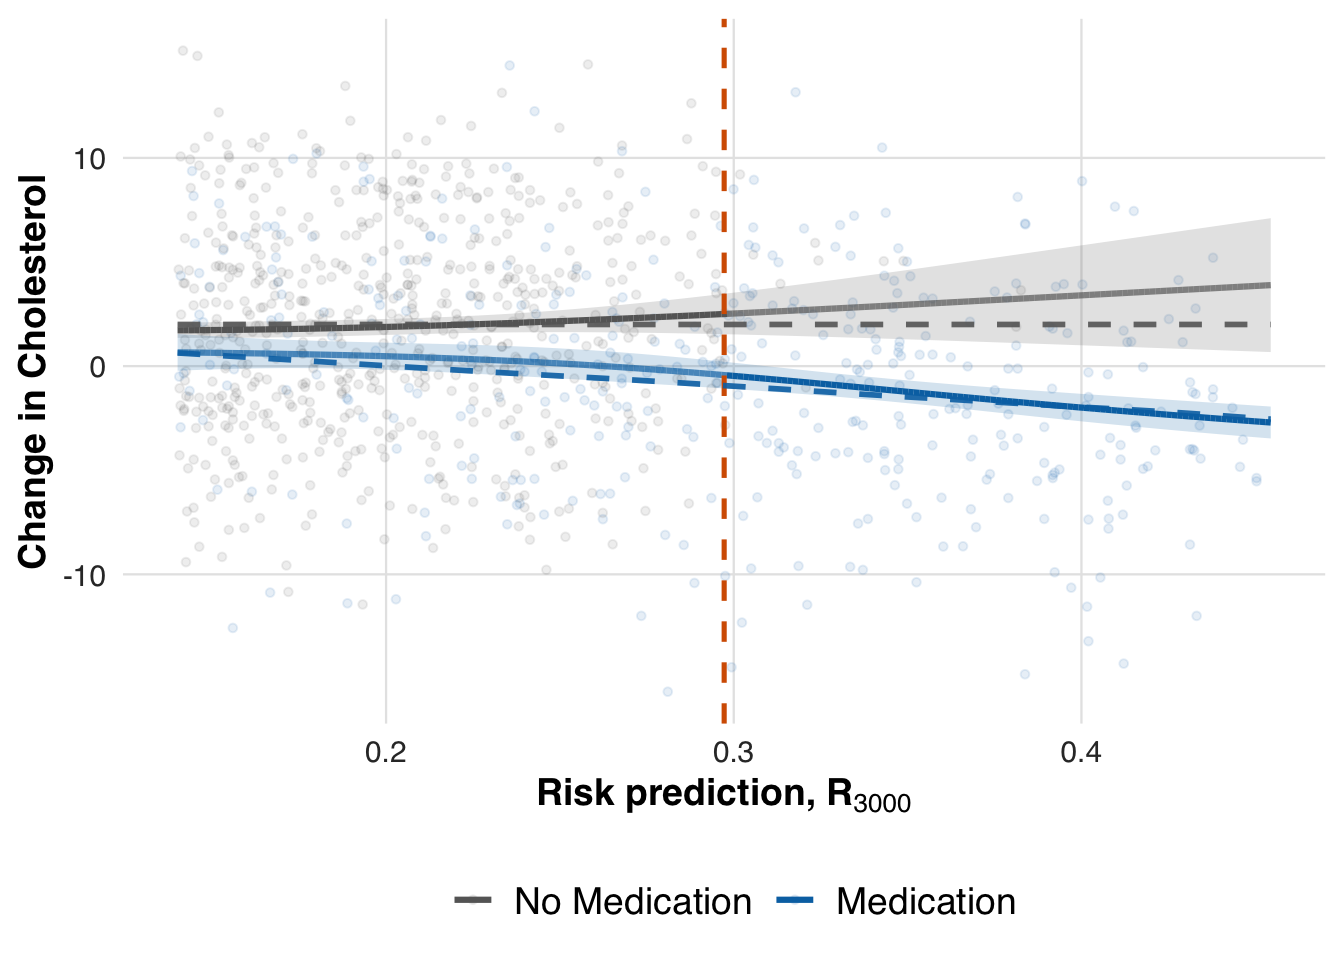 10
0
-10
Change in Cholesterol
0.2 0.3 0.4
Risk prediction, R3000
No Medication Medication